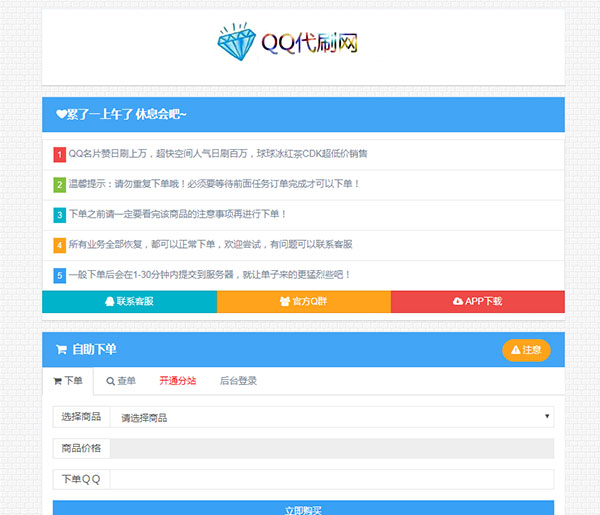 QQ代刷网
累了一上午了 休息会吧~
1 QQ名片赞日刷上万，超快空间人气日刷百万，球球冰红茶CDK超低价销售
2 温馨提示：请勿重复下单哦！必须要等待前面任务订单完成才可以下单！
3 下单之前请一定要看完该商品的注意事项再进行下单！
4 所有业务全部恢复，都可以正常下单，欢迎尝试，有问题可以联系客服
5 一般下单后会在1-30分钟内提交到服务器，就让单子来的更猛烈些吧！
联系客服 官方Q群 APP下载
自助下单 注意
下单 查单 开通分站 后台登录
选择商品 请选择商品
商品价格
下单ＱＱ
立即购买